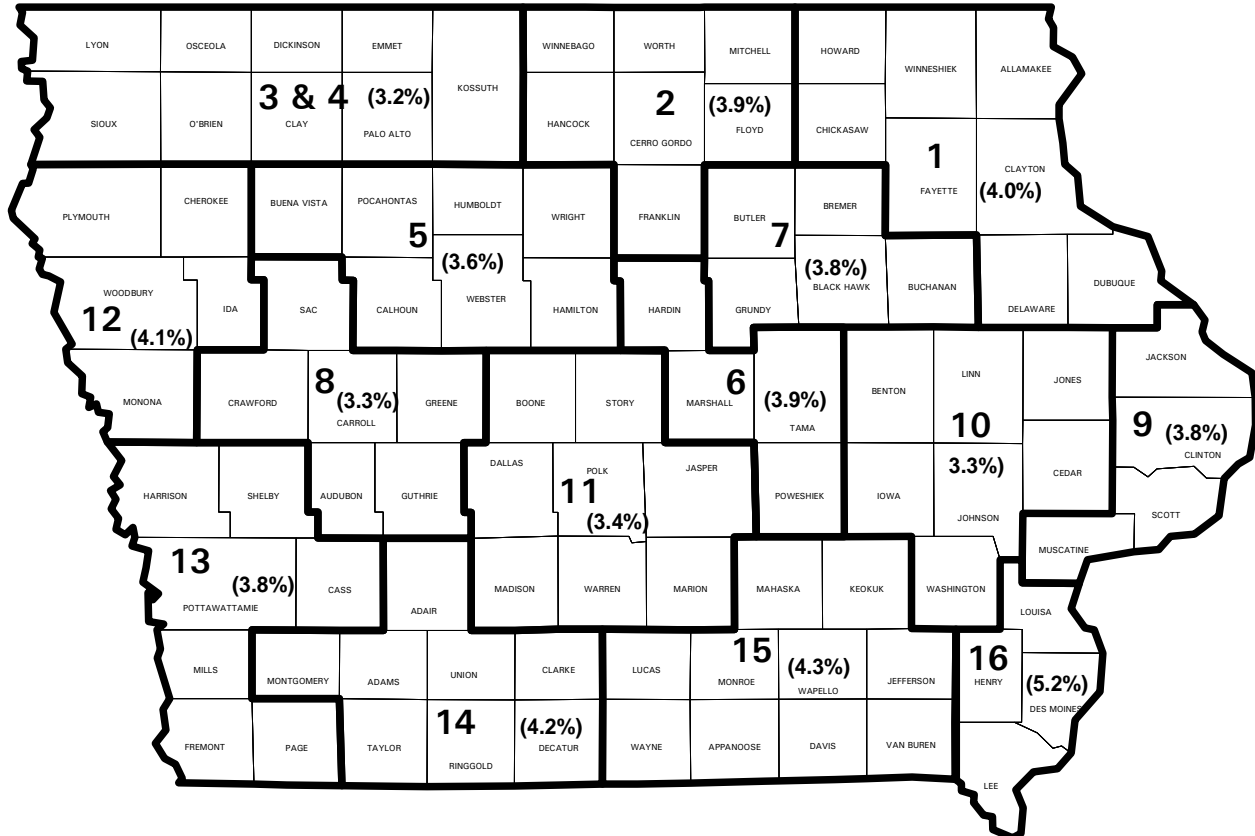 LYON OSCEOLA DICKINSON EMMET KOSSUTH WINNEBAGO WORTH MITCHELL HOWARD WINNESHIEK ALLAMAKEE
3 & 4 (3.2%) 2 (3.9%)
SIOUX O'BRIEN CLAY PALO ALTO HANCOCK CERRO GORDO FLOYD CHICKASAW
1
FAYETTE CLAYTON
(4.0%)
PLYMOUTH CHEROKEE BUENA VISTA POCAHONTAS HUMBOLDT WRIGHT FRANKLIN BUTLER BREMER
5 7
(3.6%) (3.8%)
WOODBURY IDA SAC CALHOUN WEBSTER HAMILTON HARDIN GRUNDY BLACK HAWK BUCHANAN DELAWARE DUBUQUE
12 (4.1%)
MONONA CRAWFORD 8 (3.3%) CARROLL GREENE BOONE STORY MARSHALL 6 (3.9%) TAMA BENTON LINN JONES JACKSON
10 9 (3.8%)
CLINTON
HARRISON SHELBY AUDUBON GUTHRIE DALLAS POLK JASPER POWESHIEK IOWA 3.3%) JOHNSON CEDAR SCOTT
11 (3.4%)
MUSCATINE
13 (3.8%)
POTTAWATTAMIE CASS ADAIR MADISON WARREN MARION MAHASKA KEOKUK WASHINGTON LOUISA
MILLS MONTGOMERY ADAMS UNION CLARKE LUCAS 15 MONROE (4.3%) WAPELLO JEFFERSON 16 HENRY (5.2%) DES MOINES
14 (4.2%)
FREMONT PAGE TAYLOR RINGGOLD DECATUR WAYNE APPANOOSE DAVIS VAN BUREN
LEE